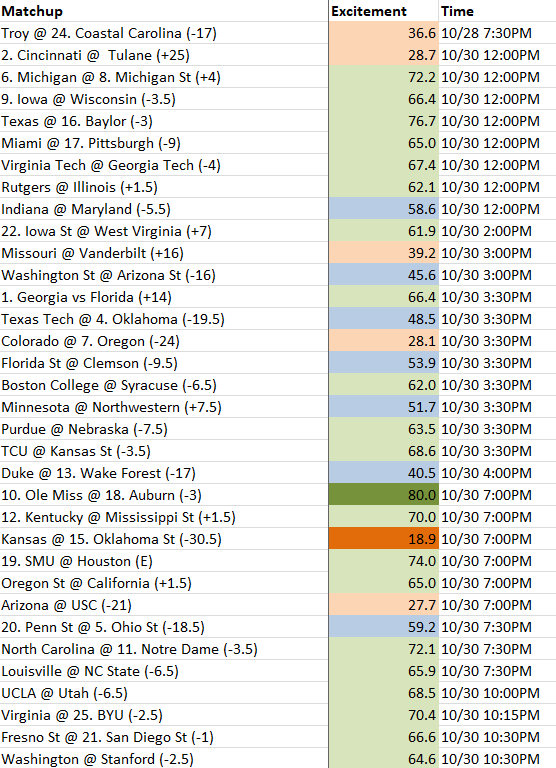 Matchup Excitement Time
Troy @ 24. Coastal Carolina (-17) 36.6 10/28 7:30PM
2. Cincinnati @  Tulane (+25) 28.7 10/30 12:00PM
6. Michigan @ 8. Michigan St (+4) 72.2 10/30 12:00PM
9. Iowa @ Wisconsin (-3.5) 66.4 10/30 12:00PM
Texas @ 16. Baylor (-3) 76.7 10/30 12:00PM
Miami @ 17. Pittsburgh (-9) 65.0 10/30 12:00PM
Virginia Tech @ Georgia Tech (-4) 67.4 10/30 12:00PM
Rutgers @ Illinois (+1.5) 62.1 10/30 12:00PM
Indiana @ Maryland (-5.5) 58.6 10/30 12:00PM
22. Iowa St @ West Virginia (+7) 61.9 10/30 2:00PM
Missouri @ Vanderbilt (+16) 39.2 10/30 3:00PM
Washington St @ Arizona St (-16) 45.6 10/30 3:00PM
1. Georgia vs Florida (+14) 66.4 10/30 3:30PM
Texas Tech @ 4. Oklahoma (-19.5) 48.5 10/30 3:30PM
Colorado @ 7. Oregon (-24) 28.1 10/30 3:30PM
Florida St @ Clemson (-9.5) 53.9 10/30 3:30PM
Boston College @ Syracuse (-6.5) 62.0 10/30 3:30PM
Minnesota @ Northwestern (+7.5) 51.7 10/30 3:30PM
Purdue @ Nebraska (-7.5) 63.5 10/30 3:30PM
TCU @ Kansas St (-3.5) 68.6 10/30 3:30PM
Duke @ 13. Wake Forest (-17) 40.5 10/30 4:00PM
10. Ole Miss @ 18. Auburn (-3) 80.0 10/30 7:00PM
12. Kentucky @ Mississippi St (+1.5) 70.0 10/30 7:00PM
Kansas @ 15. Oklahoma St (-30.5) 18.9 10/30 7:00PM
19. SMU @ Houston (E) 74.0 10/30 7:00PM
Oregon St @ California (+1.5) 65.0 10/30 7:00PM
Arizona @ USC (-21) 27.7 10/30 7:00PM
20. Penn St @ 5. Ohio St (-18.5) 59.2 10/30 7:30PM
North Carolina @ 11. Notre Dame (-3.5) 72.1 10/30 7:30PM
Louisville @ NC State (-6.5) 65.9 10/30 7:30PM
UCLA @ Utah (-6.5) 68.5 10/30 10:00PM
Virginia @ 25. BYU (-2.5) 70.4 10/30 10:15PM
Fresno St @ 21. San Diego St (-1) 66.6 10/30 10:30PM
Washington @ Stanford (-2.5) 64.6 10/30 10:30PM